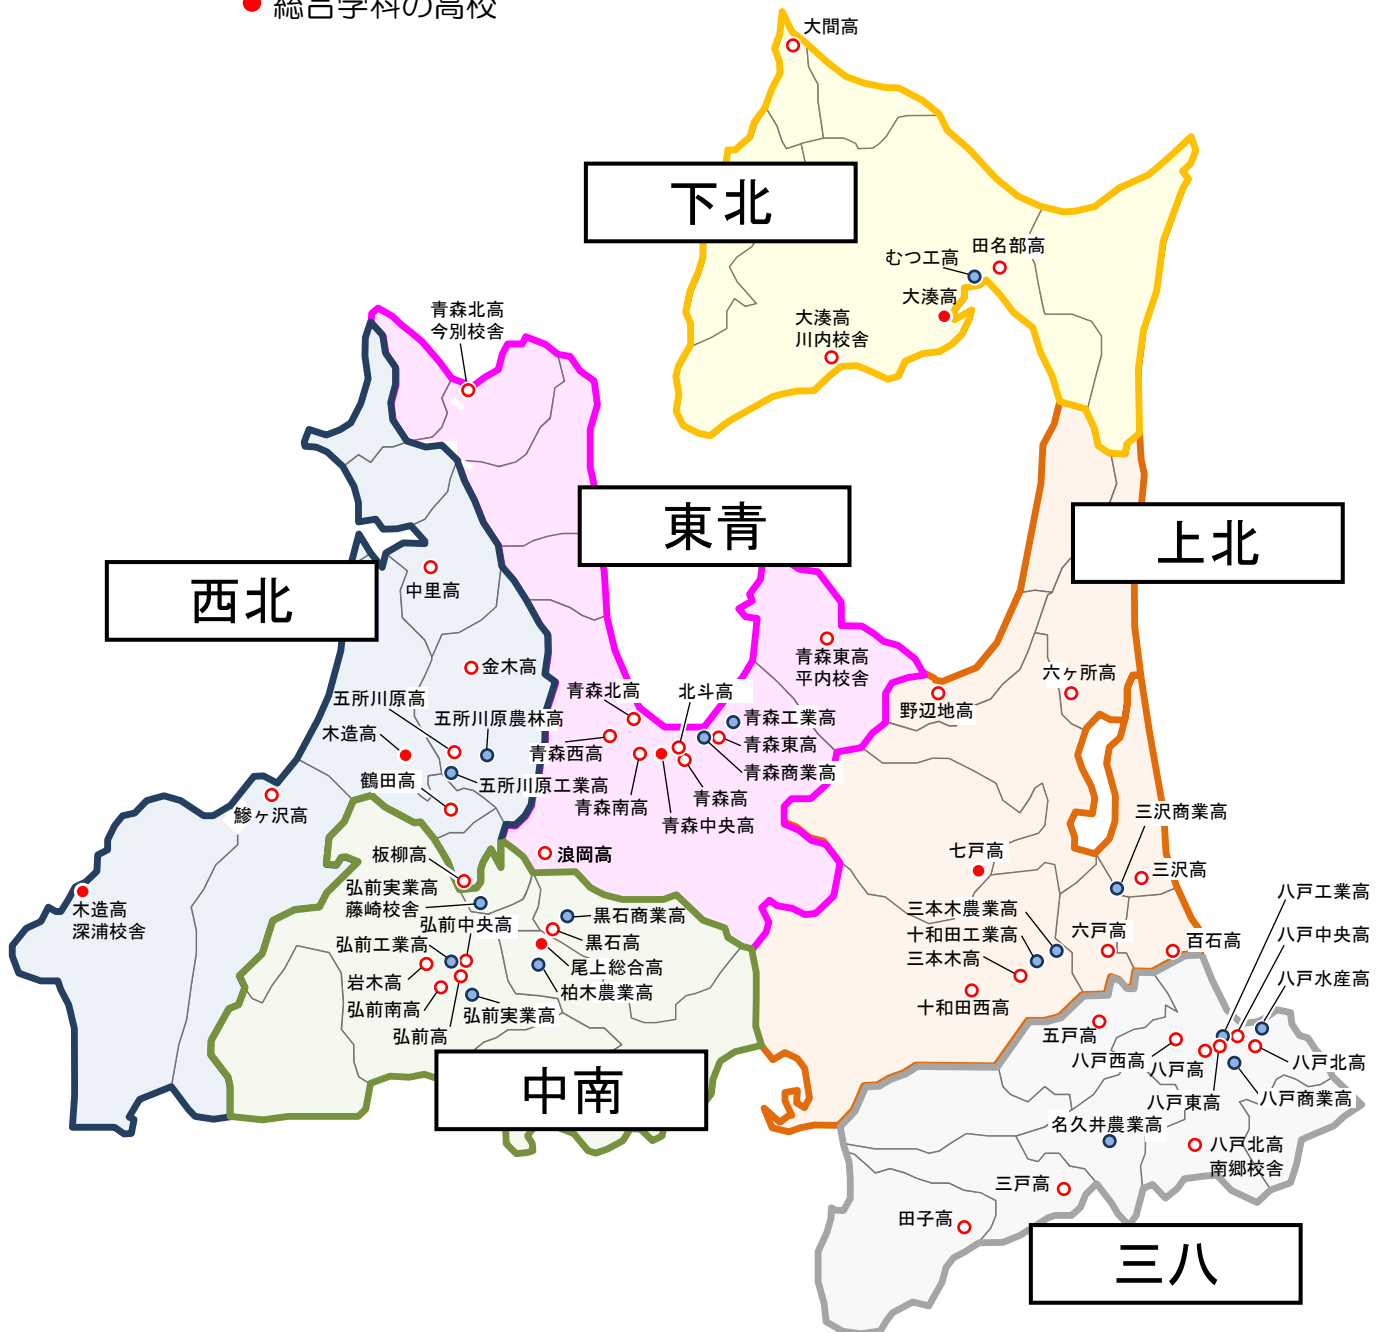 総合学科の高校
大間高
下北
田名部高
むつ工高
大湊高
大湊高
川内校舎
青森北高
今別校舎
東青
上北
西北
中里高
金木高
五所川原高
五所川原農林高
木造高
鶴田高
五所川原工業高
鰺ヶ沢高
木造高
深浦校舎
青森東高
平内校舎
青森北高
北斗高
青森工業高
青森西高
青森東高
青森商業高
青森南高
青森高
青森中央高
浪岡高
野辺地高
六ヶ所高
三沢商業高
七戸高
三沢高
三本木農業高
十和田工業高
六戸高
三本木高
百石高
十和田西高
板柳高
弘前実業高
藤崎校舎
黒石商業高
弘前中央高
弘前工業高
黒石高
尾上総合高
岩木高
柏木農業高
弘前南高
弘前実業高
弘前高
中南
八戸工業高
八戸中央高
八戸水産高
五戸高
八戸西高
八戸高
八戸北高
八戸東高
八戸商業高
名久井農業高
八戸北高
南郷校舎
三戸高
田子高
三八